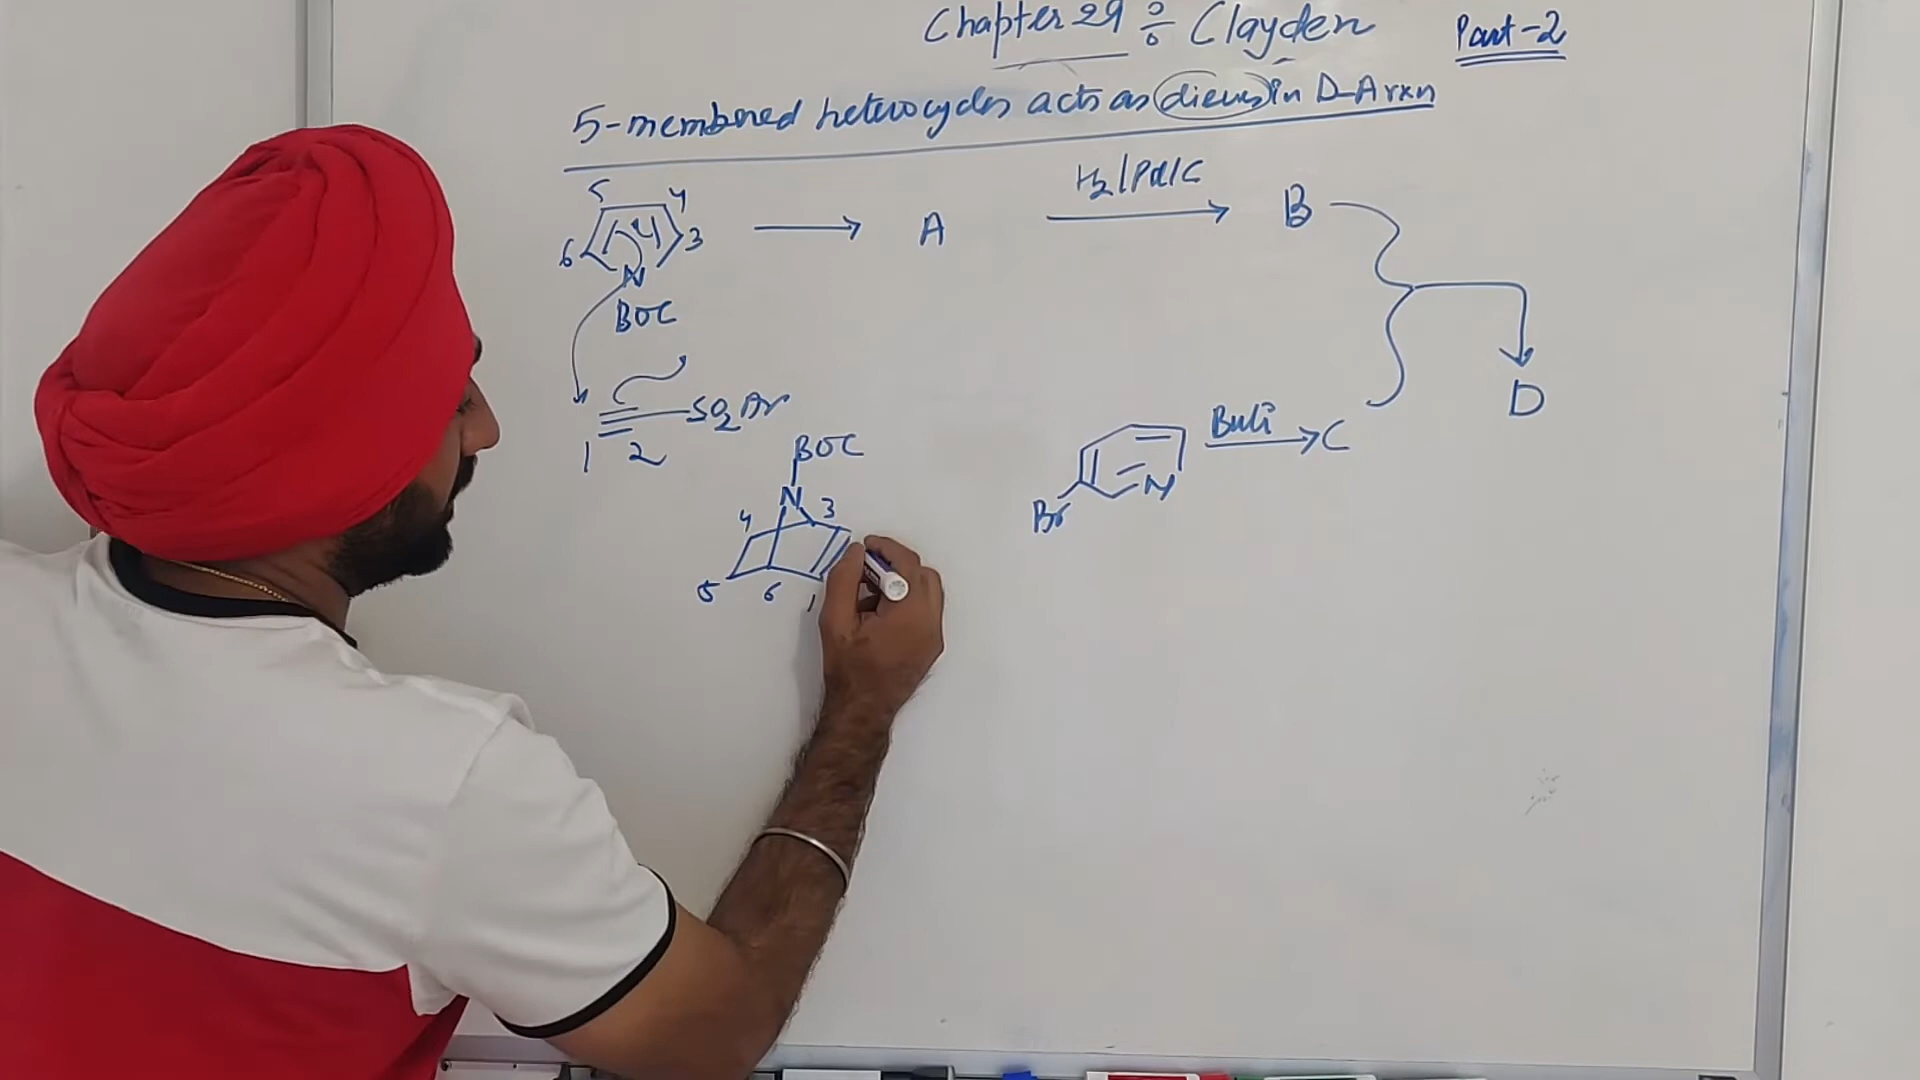 Chapter 29 : Clayden
Part-2
5-membered heterocycles acts as dienes in D-A rxn
5 4
6 3
N
BOC
A
H2/Pd/C
B
D
1 2
SO2Ar
BOC
N
4 3
5 6 1
N
Br
BuLi
C